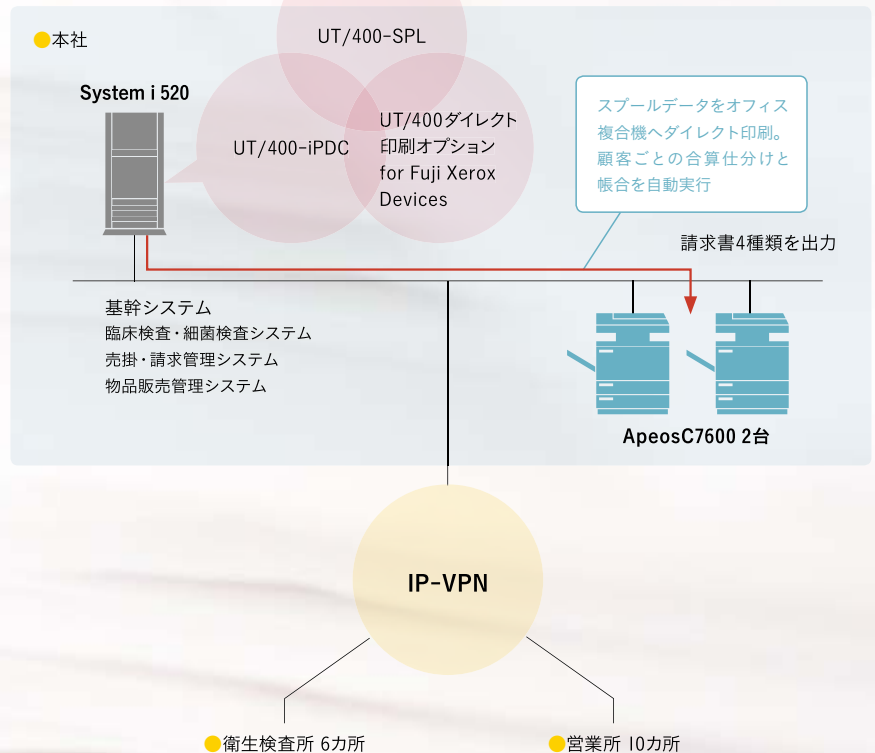 ●本社
UT/400-SPL
System i 520
UT/400-iPDC
UT/400ダイレクト
印刷オプション
for Fuji Xerox
Devices
スプールデータをオフィス
複合機へダイレクト印刷。
顧客ごとの合算仕分けと
帳合を自動実行
請求書4種類を出力
基幹システム
臨床検査・細菌検査システム
売掛・請求管理システム
物品販売管理システム
ApeosC7600 2台
IP-VPN
●衛生検査所 6カ所
●営業所 10カ所